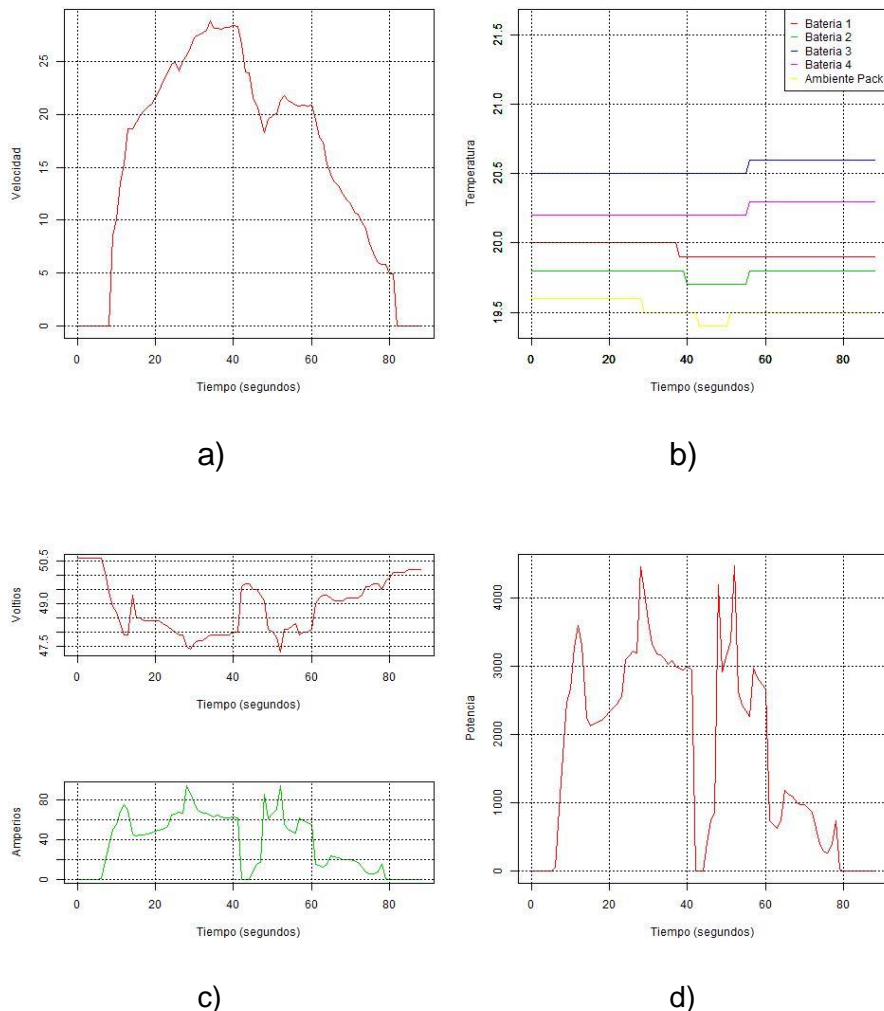 Velocidad
0 5 10 15 20 25
0 20 40 60 80
Tiempo (segundos)
a)
Temperatura
19.5 20.0 20.5 21.0 21.5
Bateria 1
Bateria 2
Bateria 3
Bateria 4
Ambiente Pack
0 20 40 60 80
Tiempo (segundos)
b)
Voltios
47.5 49.0 50.5
0 20 40 60 80
Tiempo (segundos)
Amperios
0 40 80
0 20 40 60 80
Tiempo (segundos)
c)
Potencia
0 1000 2000 3000 4000
0 20 40 60 80
Tiempo (segundos)
d)